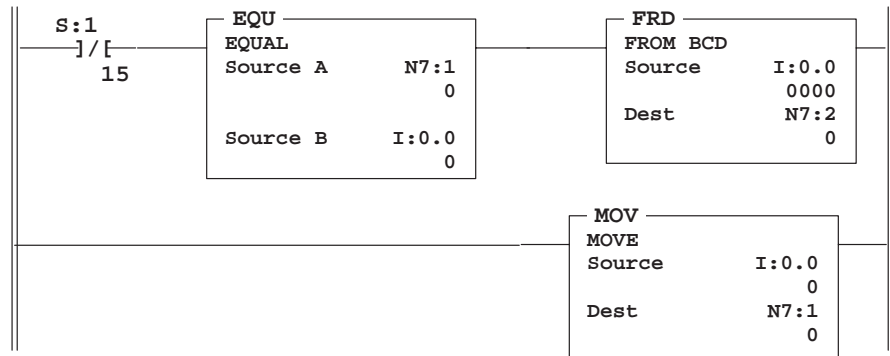 S:1
]/[
15
EQU
EQUAL
Source A N7:1
0
Source B I:0.0
0
FRD
FROM BCD
Source I:0.0
0000
Dest N7:2
0
MOV
MOVE
Source I:0.0
0
Dest N7:1
0